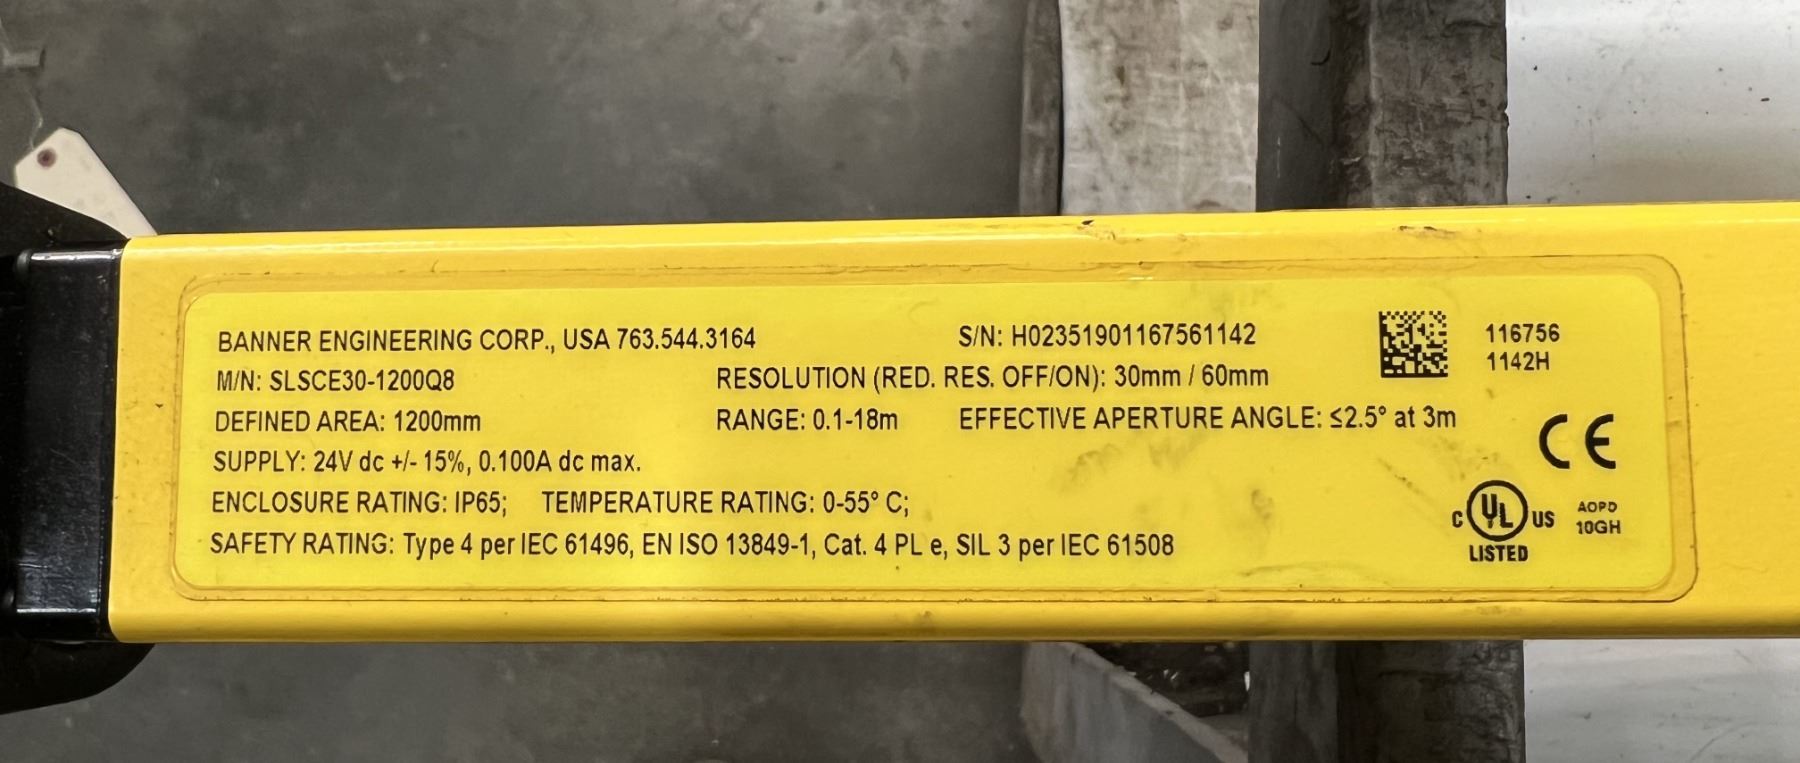 BANNER ENGINEERING CORP., USA 763.544.3164 S/N: H02351901167561142 116756
1142H
M/N: SLSCE30-1200Q8 RESOLUTION (RED. RES. OFF/ON): 30mm / 60mm
DEFINED AREA: 1200mm RANGE: 0.1-18m EFFECTIVE APERTURE ANGLE: ≤2.5° at 3m
CE
SUPPLY: 24V dc +/- 15%, 0.100A dc max.
ENCLOSURE RATING: IP65; TEMPERATURE RATING: 0-55° C;
C UL US AOPD
10GH
LISTED
SAFETY RATING: Type 4 per IEC 61496, EN ISO 13849-1, Cat. 4 PL e, SIL 3 per IEC 61508